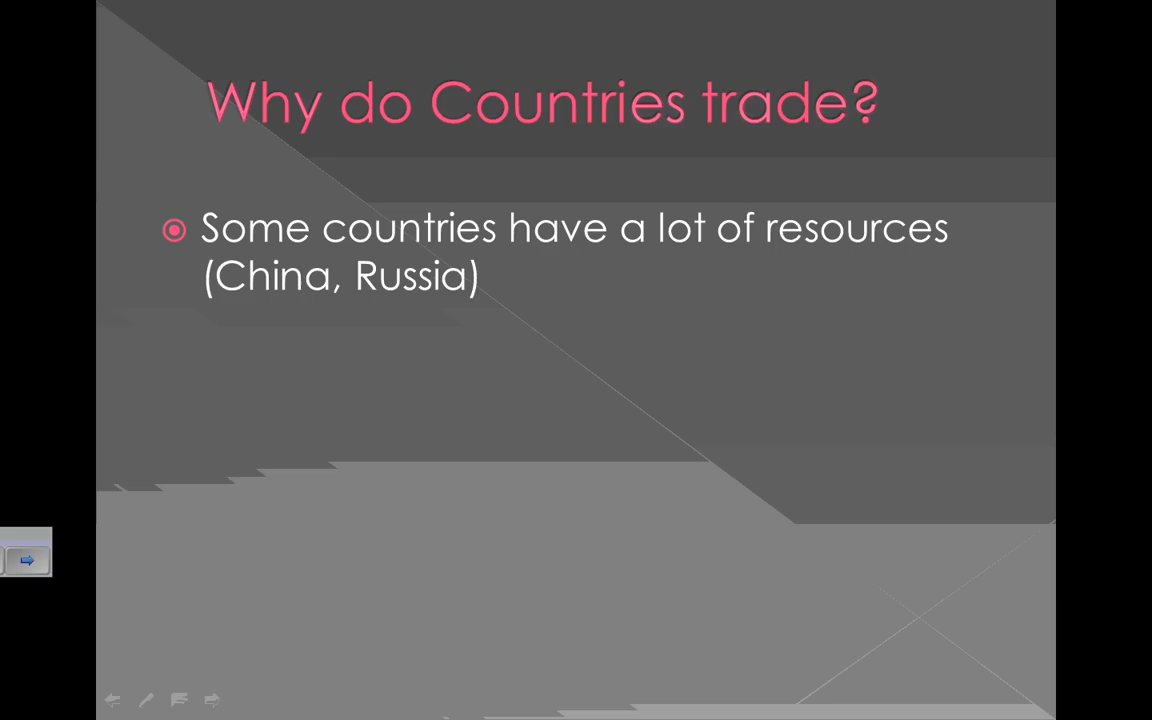 Why do Countries trade?
Some countries have a lot of resources
(China, Russia)